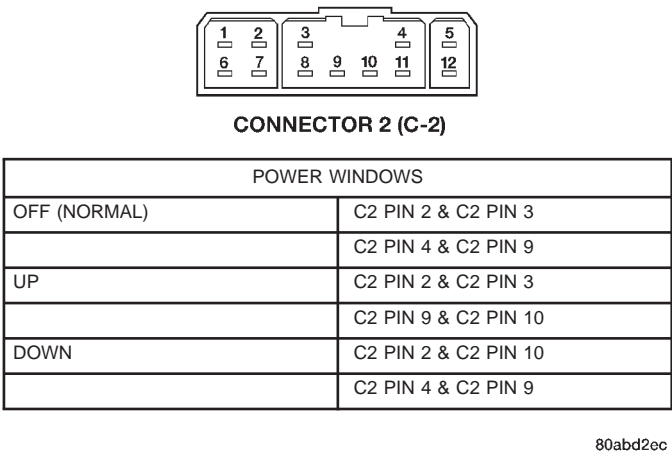 1 2 3 4 5
6 7 8 9 10 11 12
CONNECTOR 2 (C-2)
POWER WINDOWS
OFF (NORMAL) C2 PIN 2 & C2 PIN 3
C2 PIN 4 & C2 PIN 9
UP C2 PIN 2 & C2 PIN 3
C2 PIN 9 & C2 PIN 10
DOWN C2 PIN 2 & C2 PIN 10
C2 PIN 4 & C2 PIN 9
80abd2ec